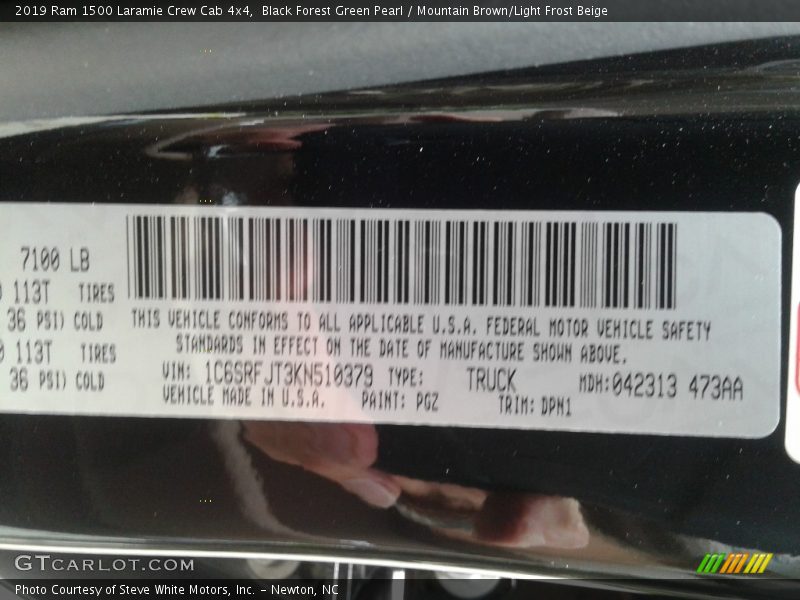 2019 Ram 1500 Laramie Crew Cab 4x4, Black Forest Green Pearl / Mountain Brown/Light Frost Beige
7100 LB
113T TIRES
36 PSI) COLD
113T TIRES
36 PSI) COLD
THIS VEHICLE CONFORMS TO ALL APPLICABLE U.S.A. FEDERAL MOTOR VEHICLE SAFETY
STANDARDS IN EFFECT ON THE DATE OF MANUFACTURE SHOWN ABOVE.
VIN: 1C6SRFJT3KN510379 TYPE: TRUCK MDH:042313 473AA
VEHICLE MADE IN U.S.A. PAINT: PGZ TRIM: DPN1
GTCARLOT.COM
Photo Courtesy of Steve White Motors, Inc. – Newton, NC